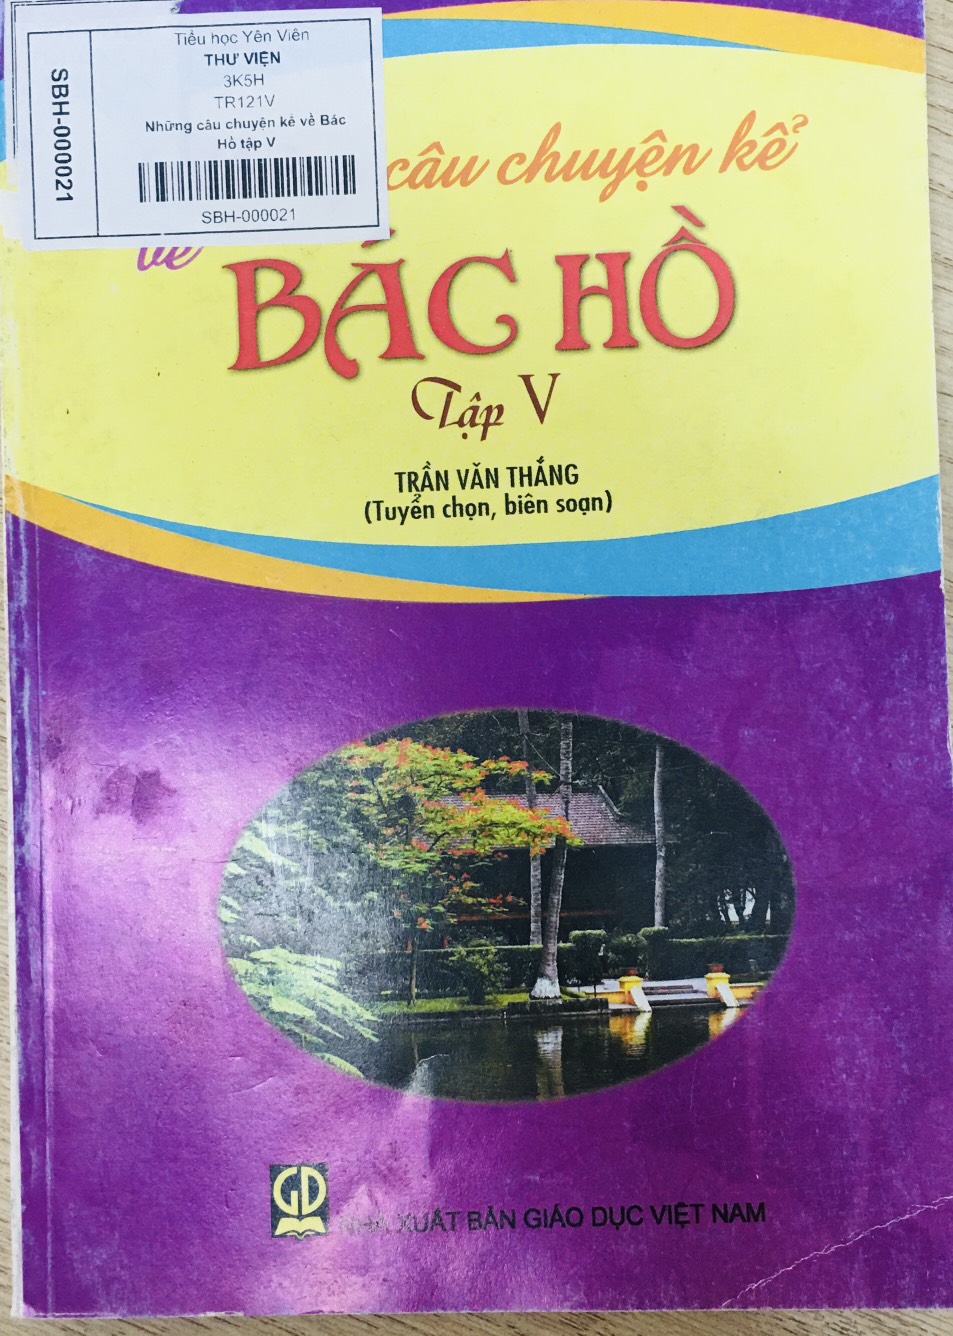 Tiểu học Yên Viên
THƯ VIỆN
3K5H
TR121V
Những câu chuyện kể về Bác
Hồ tập V
SBH-000021
SBH-000021
câu chuyện kể
về
BÁC HỒ
Tập V
TRẦN VĂN THẮNG
(Tuyển chọn, biên soạn)
GD
NHÀ XUẤT BẢN GIÁO DỤC VIỆT NAM